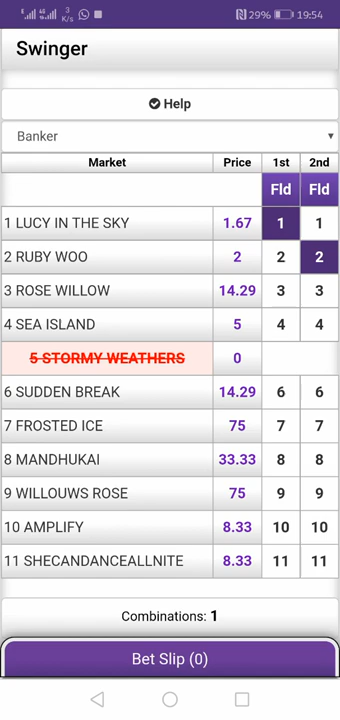 3 K/s 29% 19:54
Swinger
Help
Banker
Market Price 1st 2nd
Fld Fld
1 LUCY IN THE SKY 1.67 1 1
2 RUBY WOO 2 2 2
3 ROSE WILLOW 14.29 3 3
4 SEA ISLAND 5 4 4
5 STORMY WEATHERS 0
6 SUDDEN BREAK 14.29 6 6
7 FROSTED ICE 75 7 7
8 MANDHUKAI 33.33 8 8
9 WILLOUWS ROSE 75 9 9
10 AMPLIFY 8.33 10 10
11 SHECANDANCEALLNITE 8.33 11 11
Combinations: 1
Bet Slip (0)